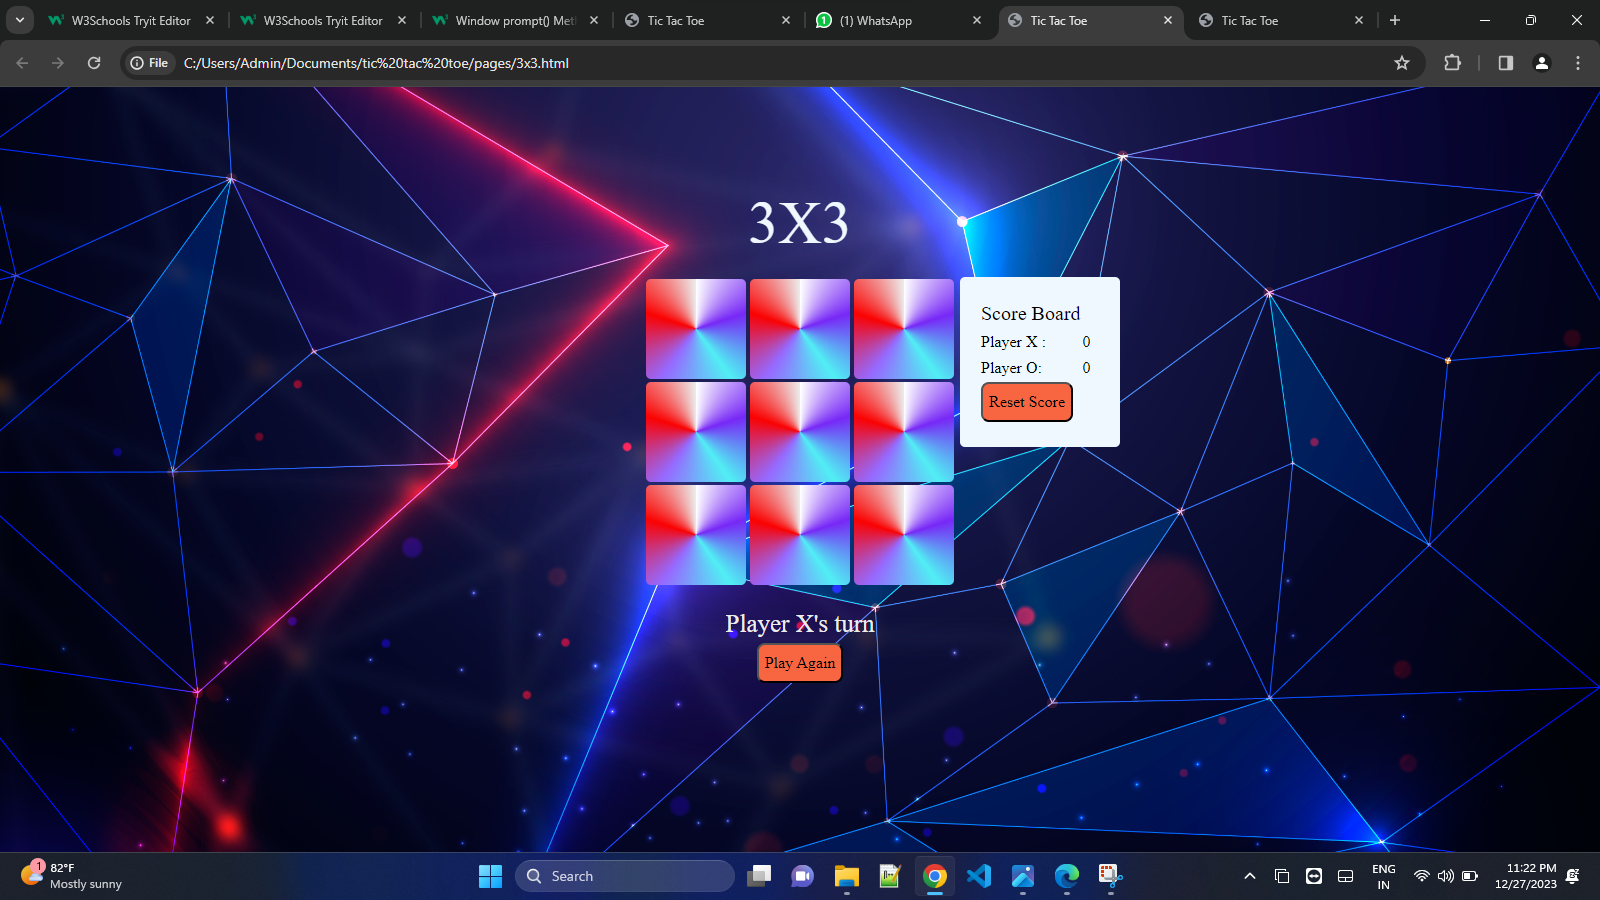 W3Schools Tryit Editor
W3Schools Tryit Editor
Window prompt() Met
Tic Tac Toe
(1) WhatsApp
Tic Tac Toe
Tic Tac Toe
File
C:/Users/Admin/Documents/tic%20tac%20toe/pages/3x3.html
3X3
Score Board
Player X : 0
Player O: 0
Reset Score
Player X's turn
Play Again
1
82°F
Mostly sunny
Search
ENG
IN
11:22 PM
12/27/2023